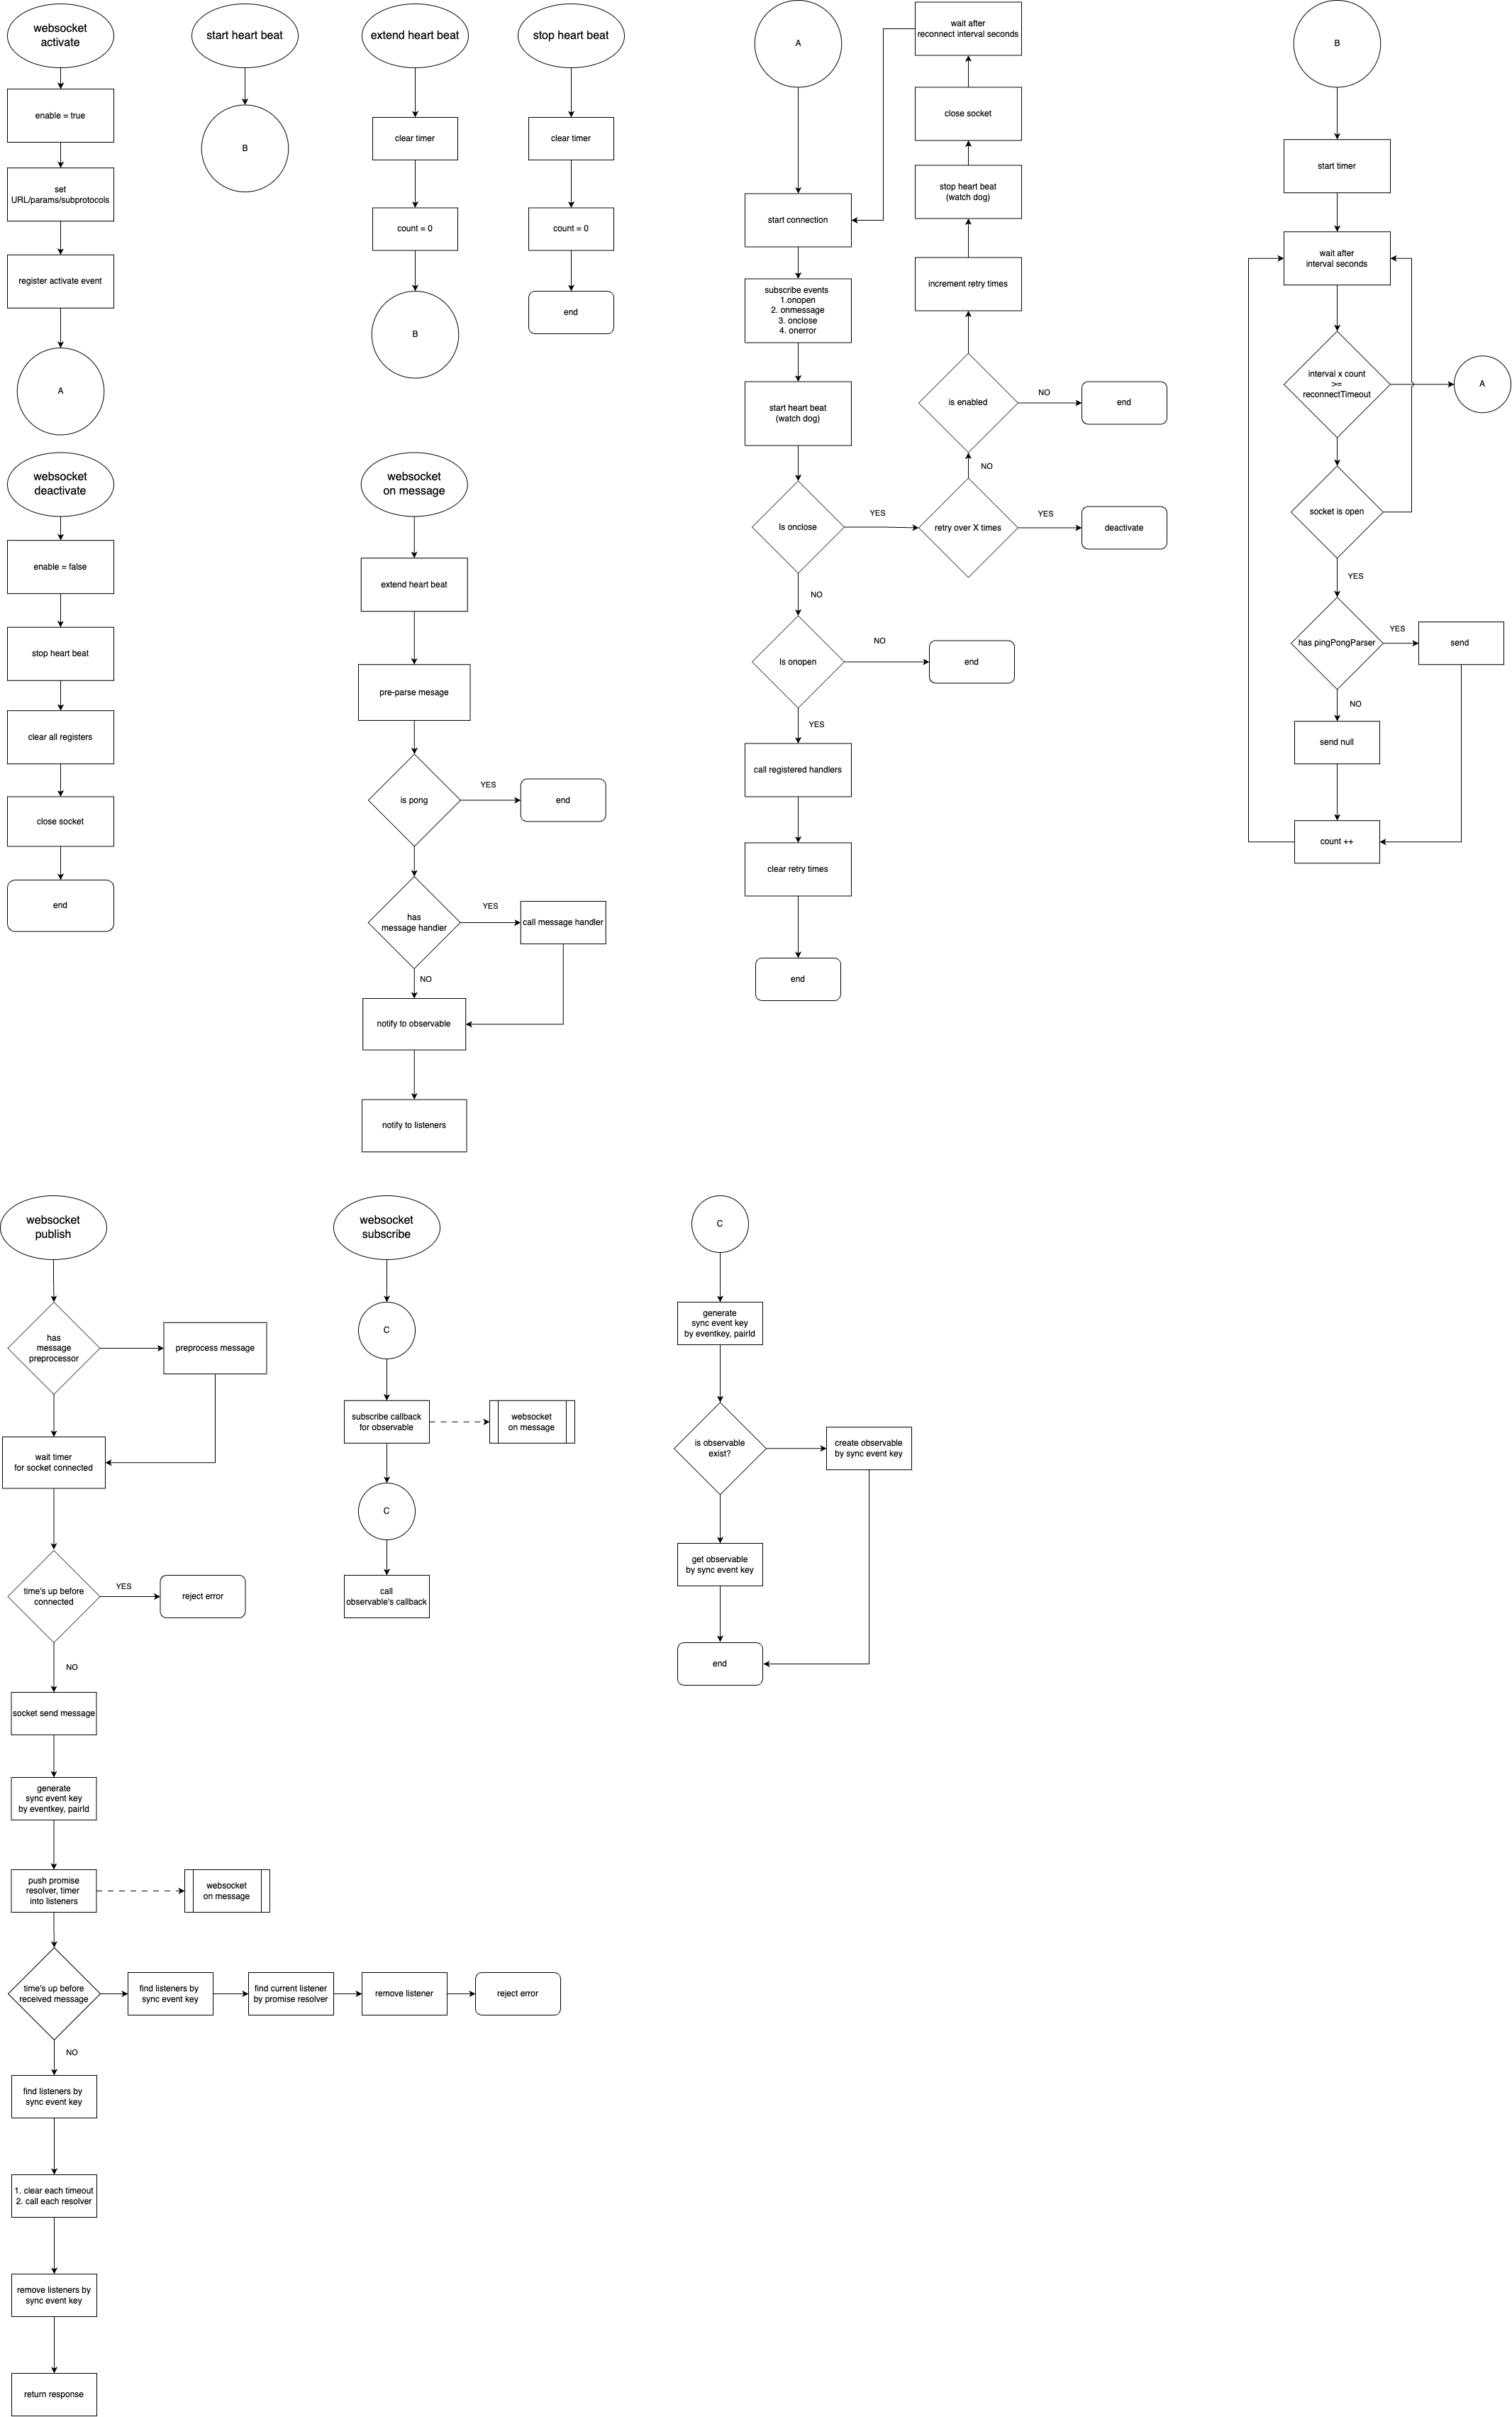 websocket
activate
enable = true
set
URL/params/subprotocols
register activate event
A
start heart beat
B
extend heart beat
clear timer
count = 0
B
stop heart beat
clear timer
count = 0
end
websocket
deactivate
enable = false
stop heart beat
clear all registers
close socket
end
websocket
on message
extend heart beat
pre-parse mesage
is pong
YES
end
has
message handler
YES
call message handler
NO
notify to observable
notify to listeners
A
start connection
subscribe events
1.onopen
2. onmessage
3. onclose
4. onerror
start heart beat
(watch dog)
Is onclose
YES
retry over X times
YES
deactivate
NO
is enabled
NO
end
increment retry times
stop heart beat
(watch dog)
close socket
wait after
reconnect interval seconds
NO
Is onopen
NO
end
YES
call registered handlers
clear retry times
end
B
start timer
wait after
interval seconds
interval x count
>=
reconnectTimeout
A
socket is open
YES
has pingPongParser
YES
send
NO
send null
count ++
websocket
publish
has
message
preprocessor
preprocess message
wait timer
for socket connected
time's up before
connected
YES
reject error
NO
socket send message
generate
sync event key
by eventkey, pairId
push promise
resolver, timer
into listeners
websocket
on message
time's up before
received message
find listeners by
sync event key
find current listener
by promise resolver
remove listener
reject error
NO
find listeners by
sync event key
1. clear each timeout
2. call each resolver
remove listeners by
sync event key
return response
websocket
subscribe
C
subscribe callback
for observable
websocket
on message
C
call
observable's callback
C
generate
sync event key
by eventkey, pairId
is observable
exist?
create observable
by sync event key
get observable
by sync event key
end